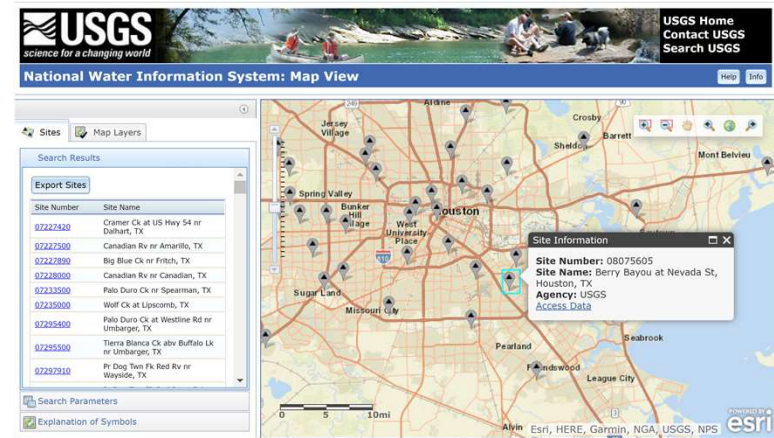 USGS
science for a changing world
USGS Home
Contact USGS
Search USGS
National Water Information System: Map View
Help
Info
Sites
Map Layers
Search Results
Export Sites
Site Number Site Name
07227420 Cramer Ck at US Hwy 54 nr
Dalhart, TX
07227500 Canadian Rv nr Amarillo, TX
07227890 Big Blue Ck nr Fritch, TX
07228000 Canadian Rv nr Canadian, TX
07233500 Palo Duro Ck nr Spearman, TX
07235000 Wolf Ck at Lipscomb, TX
07295400 Palo Duro Ck at Westline Rd nr
Umbarger, TX
07295500 Tierra Blanca Ck abv Buffalo Lk
nr Umbarger, TX
07297910 Pr Dog Twn Fk Red Rv nr
Wayside, TX
Search Parameters
Explanation of Symbols
249
Aldine
90
Crosby
Jersey
Village
Barrett
Sheldon
Mont Belvieu
Spring Valley
Bunker
Hill
Village
Houston
West
University
Place
610
Sugar Land
Missouri City
Site Information
Site Number: 08075605
Site Name: Berry Bayou at Nevada St,
Houston, TX
Agency: USGS
Access Data
Pearland
Seabrook
Friendswood
League City
3
Alvin
0 5 10mi
Esri, HERE, Garmin, NGA, USGS, NPS
POWERED BY
esri